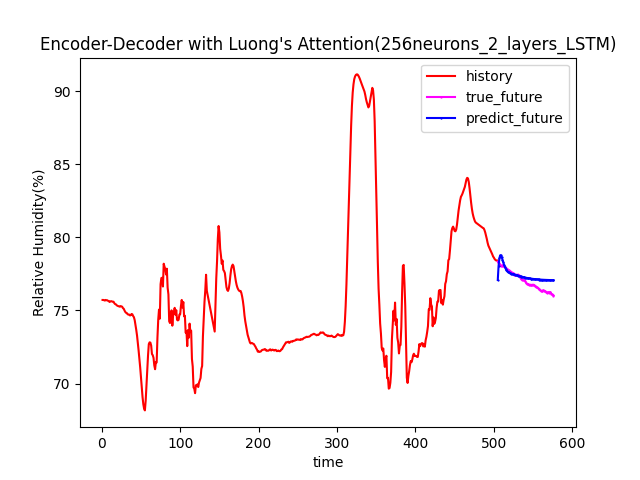 Encoder-Decoder with Luong's Attention(256neurons_2_layers_LSTM)
history
true_future
predict_future
Relative Humidity(%)
90
85
80
75
70
0 100 200 300 400 500 600
time